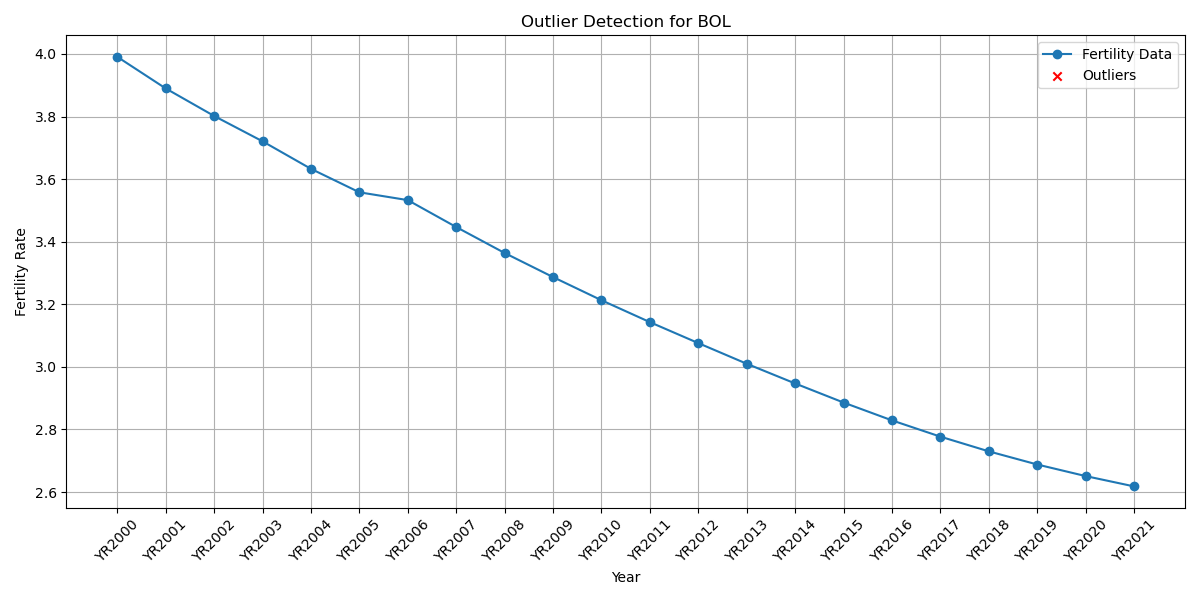 Outlier Detection for BOL
Fertility Data
Outliers
4.0
3.8
3.6
3.4
3.2
3.0
2.8
2.6
Fertility Rate
YR2000
YR2001
YR2002
YR2003
YR2004
YR2005
YR2006
YR2007
YR2008
YR2009
YR2010
YR2011
YR2012
YR2013
YR2014
YR2015
YR2016
YR2017
YR2018
YR2019
YR2020
YR2021
Year